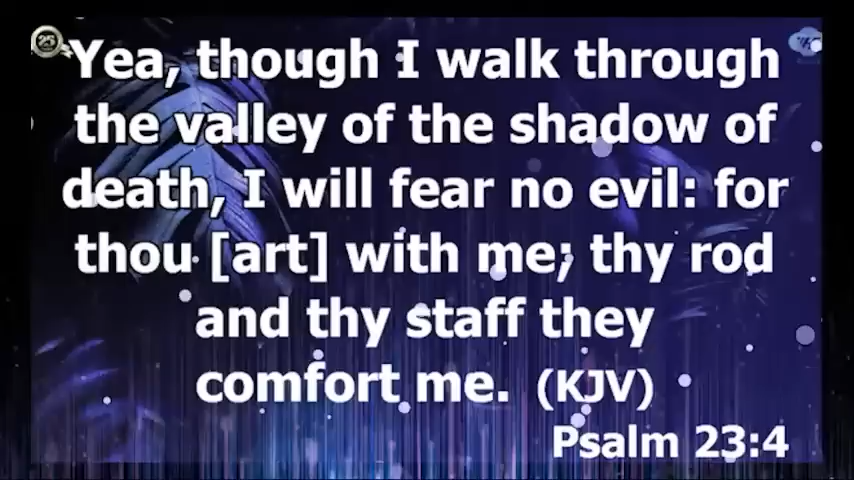 25
Yea, though I walk through
the valley of the shadow of
death, I will fear no evil: for
thou [art] with me; thy rod
and thy staff they
comfort me. (KJV)
Psalm 23:4